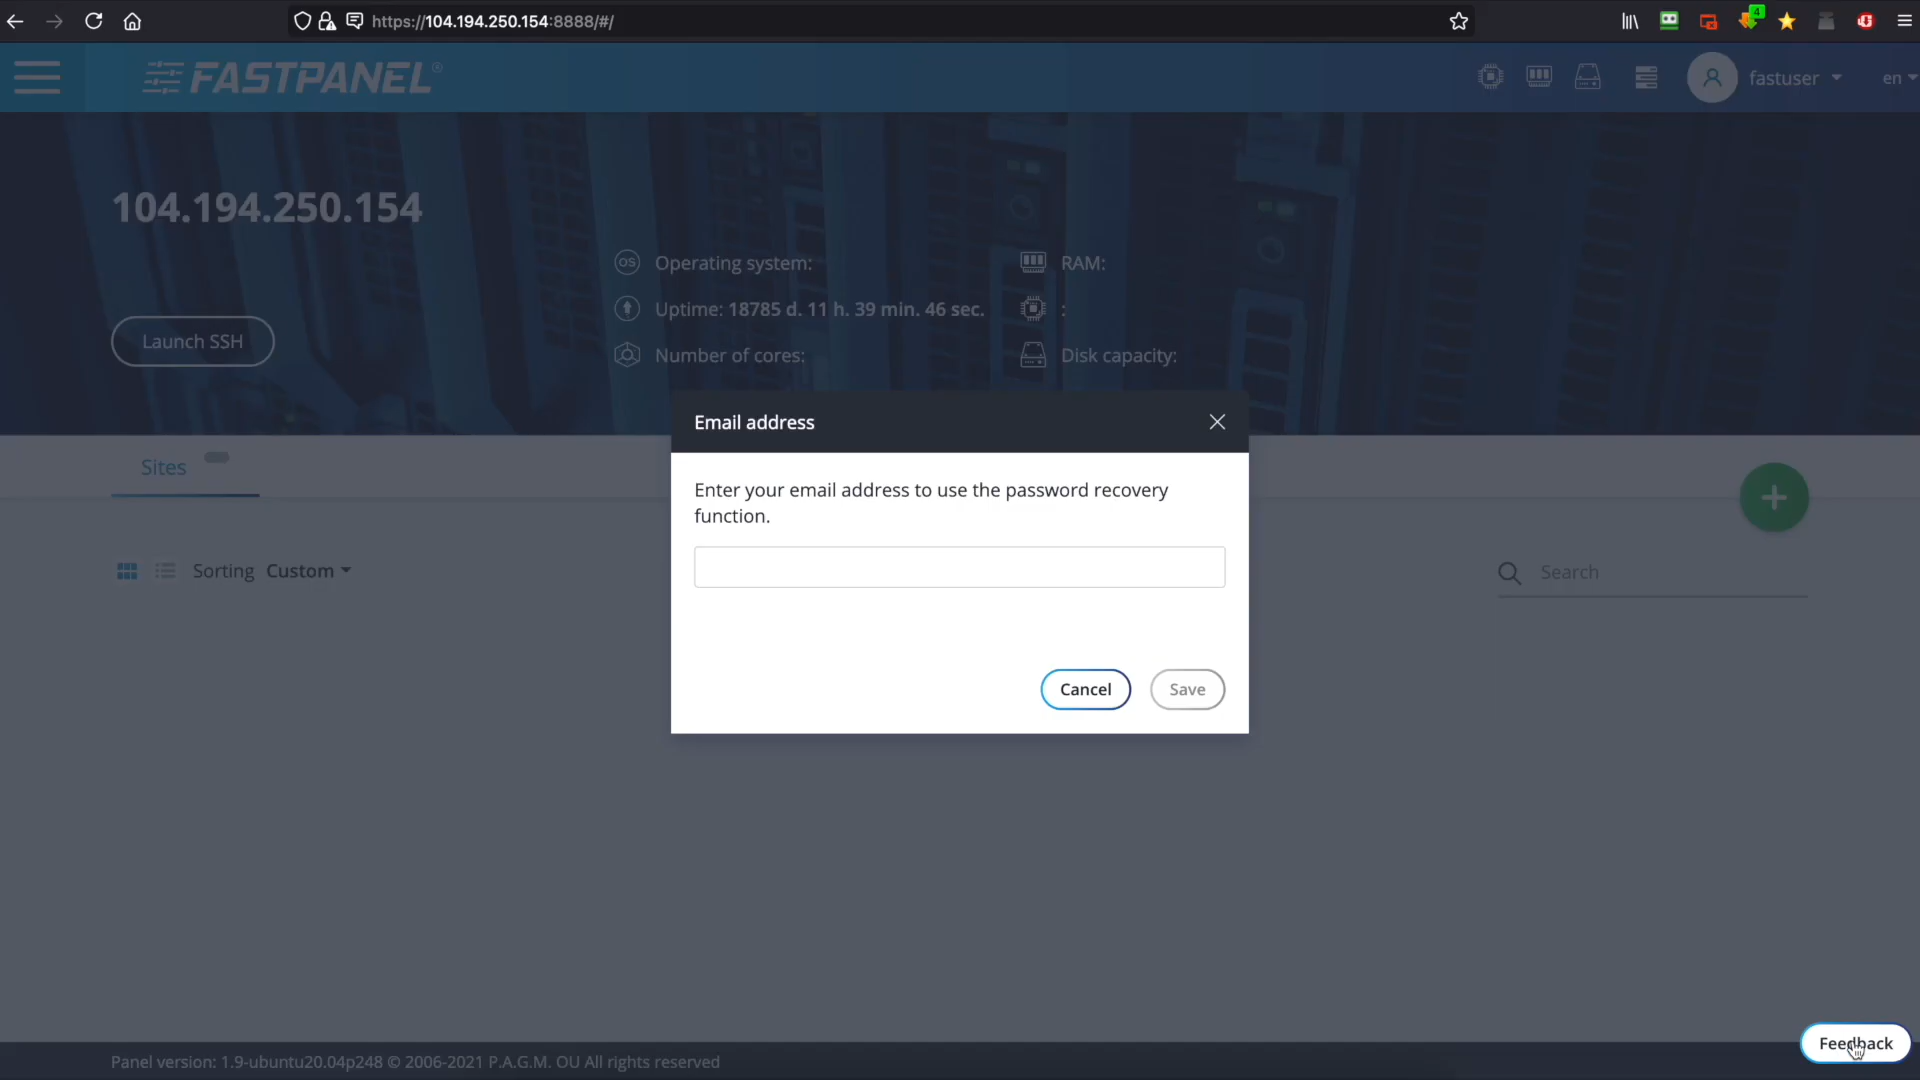 https://104.194.250.154:8888/#/
4
FASTPANEL
fastuser
en
104.194.250.154
OS
Operating system:
RAM:
Uptime: 18785 d. 11 h. 39 min. 46 sec.
:
Launch SSH
Number of cores:
Disk capacity:
Email address
Sites
Enter your email address to use the password recovery
function.
Sorting Custom
Search
Cancel
Save
Feedback
Panel version: 1.9-ubuntu20.04p248 © 2006-2021 P.A.G.M. OU All rights reserved